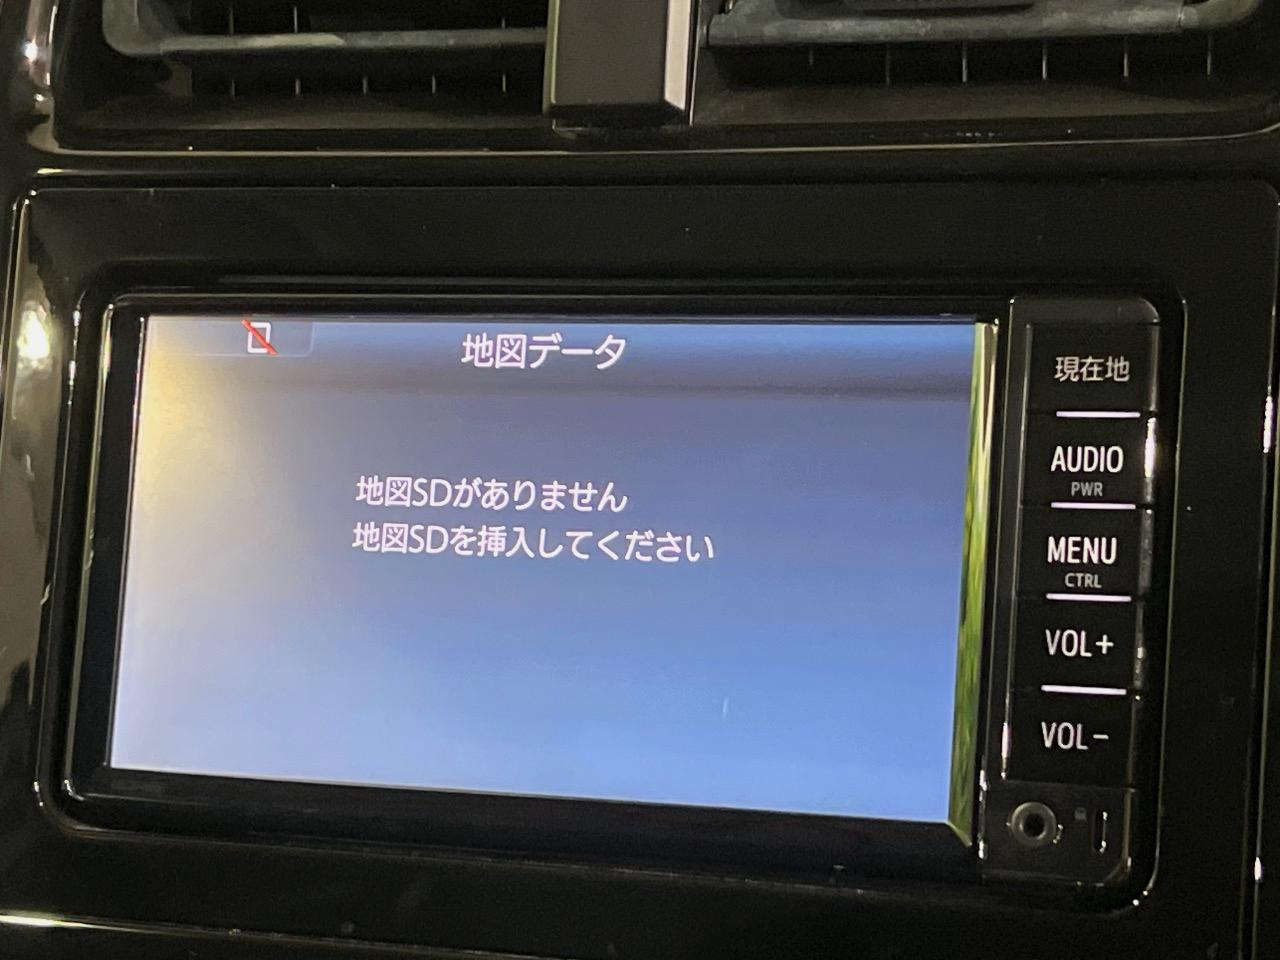 地図データ
地図SDがありません
地図SDを挿入してください
現在地
AUDIO
PWR
MENU
CTRL
VOL+
VOL-